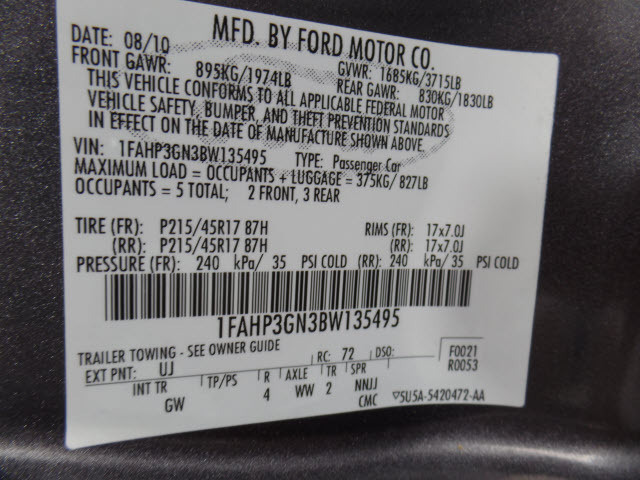 MFD. BY FORD MOTOR CO.
DATE: 08/10 GVWR: 1685KG/3715LB
FRONT GAWR: 895KG/1974LB REAR GAWR: 830KG/1830LB
THIS VEHICLE CONFORMS TO ALL APPLICABLE FEDERAL MOTOR
VEHICLE SAFETY, BUMPER, AND THEFT PREVENTION STANDARDS
IN EFFECT ON THE DATE OF MANUFACTURE SHOWN ABOVE.
VIN: 1FAHP3GN3BW135495 TYPE: Passenger Car
MAXIMUM LOAD = OCCUPANTS + LUGGAGE = 375KG/ 827LB
OCCUPANTS = 5 TOTAL; 2 FRONT, 3 REAR
TIRE (FR): P215/45R17 87H RIMS (FR): 17x7.0J
(RR): P215/45R17 87H (RR): 17x7.0J
PRESSURE (FR): 240 kPa/ 35 PSI COLD (RR): 240 kPa/ 35 PSI COLD
1FAHP3GN3BW135495
TRAILER TOWING - SEE OWNER GUIDE
EXT PNT: UJ RC: 72 DSO: F0021
R0053
INT TR TP/PS R AXLE TR SPR
GW 4 WW 2 NNJJ
CMC ▽5U5A-5420472-AA